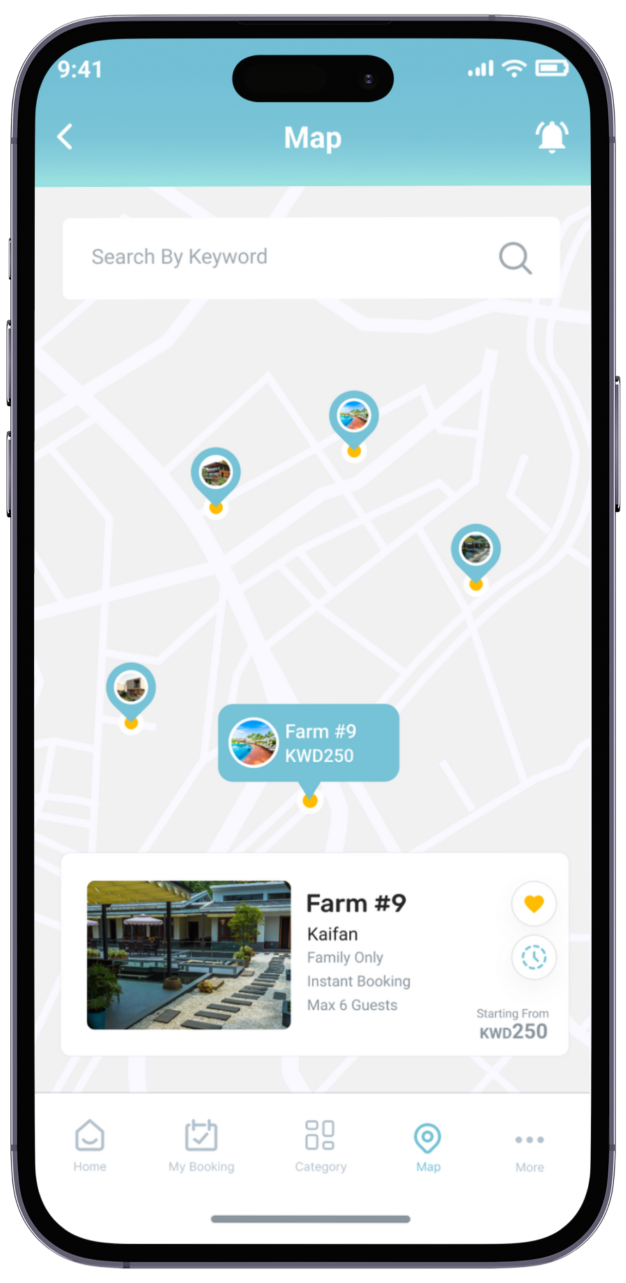 9:41
Map
Search By Keyword
Farm #9
KWD250
Farm #9
Kaifan
Family Only
Instant Booking
Max 6 Guests
Starting From
KWD250
Home
My Booking
Category
Map
More